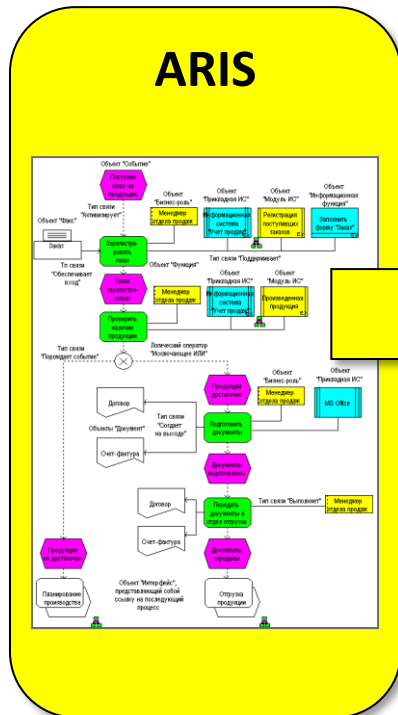 ARIS
Объект "Событие"
Поступил
заказ на
продукцию
Тип связи
"Активизирует"
Объект
"Бизнес-роль"
Менеджер
отдела продаж
Объект
"Прикладная ИС"
Информационная
система
"Учет продаж"
Объект
"Модуль ИС"
Регистрация
поступивших
заказов
Объект
"Информационная
функция"
Заполнить
форму "Заказ"
Объект "Факс"
Заказ
Зарегистри-
ровать
заказ
Тп связи
"Обеспечивает
вход"
Объект "Функция"
Тип связи "Поддерживает"
Заказ
зарегистри-
рован
Менеджер
отдела продаж
Объект
"Прикладная ИС"
Информационная
система
"Учет продаж"
Объект
"Модуль ИС"
Произведенная
продукция
Проверить
наличие
продукции
Тип связи
"Порождает событие"
Логический оператор
"Исключающее ИЛИ"
Продукции
достаточно
Объект
"Бизнес-роль"
Менеджер
отдела продаж
Объект
"Прикладная ИС"
MS Office
Договор
Объекты "Документ"
Тип связи
"Создает
на выходе"
Счет-фактура
Подготовить
документы
Документы
подготовлены
Договор
Счет-фактура
Передать
документы в
отдел отгрузки
Тип связи "Выполняет"
Менеджер
отдела продаж
Продукции
не достаточно
Документы
переданы
Планирование
производства
Объект "Интерфейс",
представляющий собой
ссылку на последующий
процесс
Отгрузка
продукции